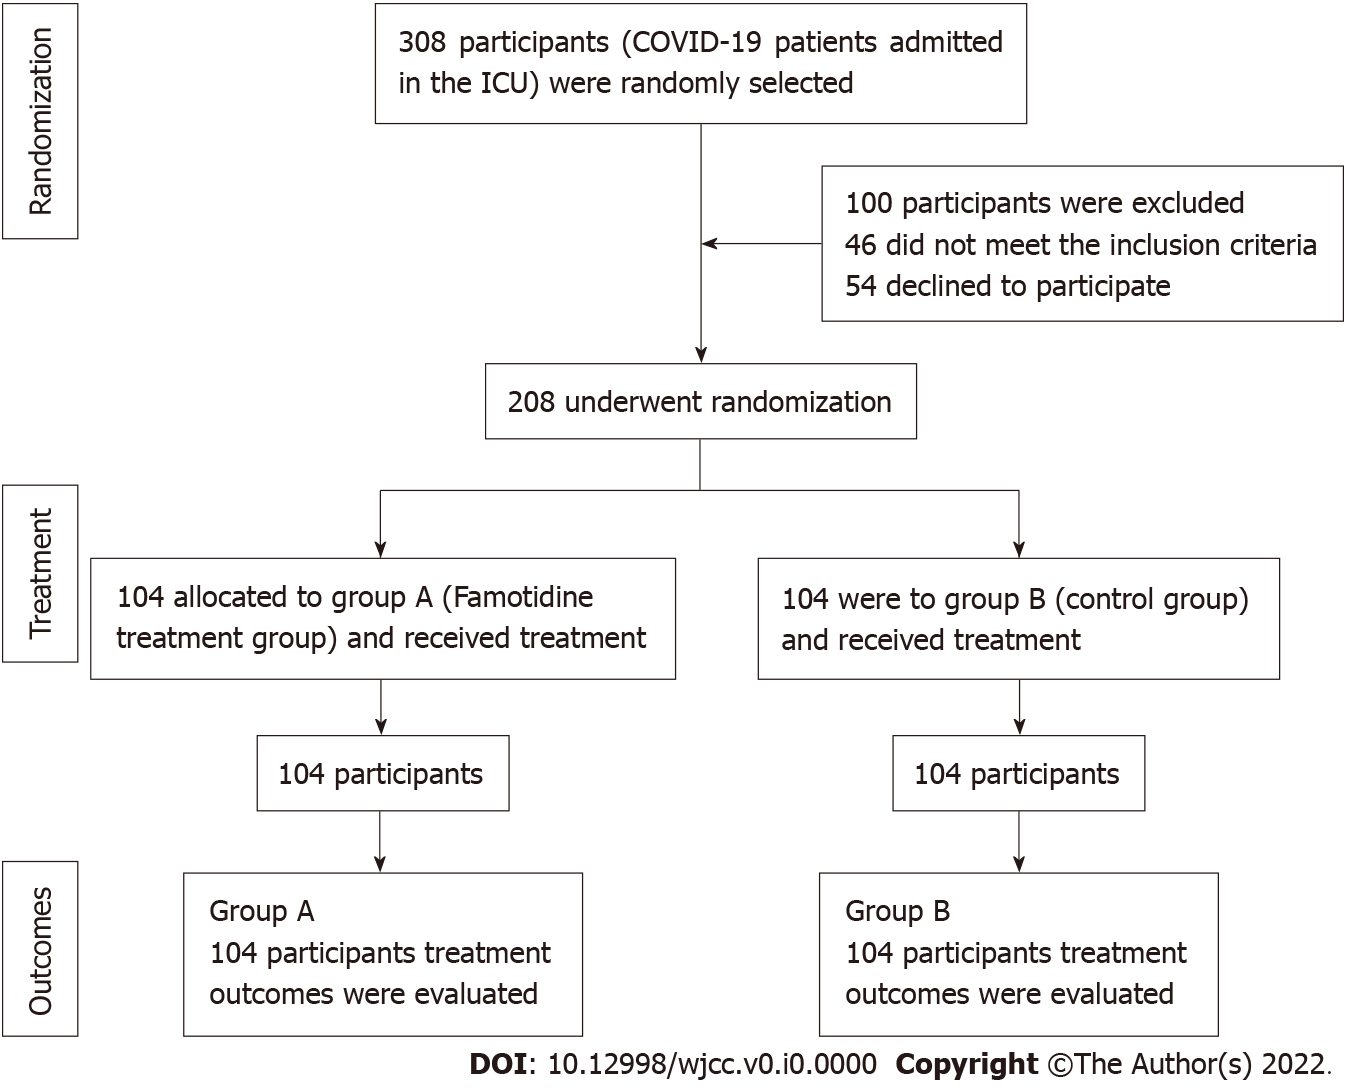 Randomization
308 participants (COVID-19 patients admitted
in the ICU) were randomly selected
100 participants were excluded
46 did not meet the inclusion criteria
54 declined to participate
208 underwent randomization
Treatment
104 allocated to group A (Famotidine
treatment group) and received treatment
104 were to group B (control group)
and received treatment
104 participants
104 participants
Outcomes
Group A
104 participants treatment
outcomes were evaluated
Group B
104 participants treatment
outcomes were evaluated
DOI: 10.12998/wjcc.v0.i0.0000 Copyright ©The Author(s) 2022.